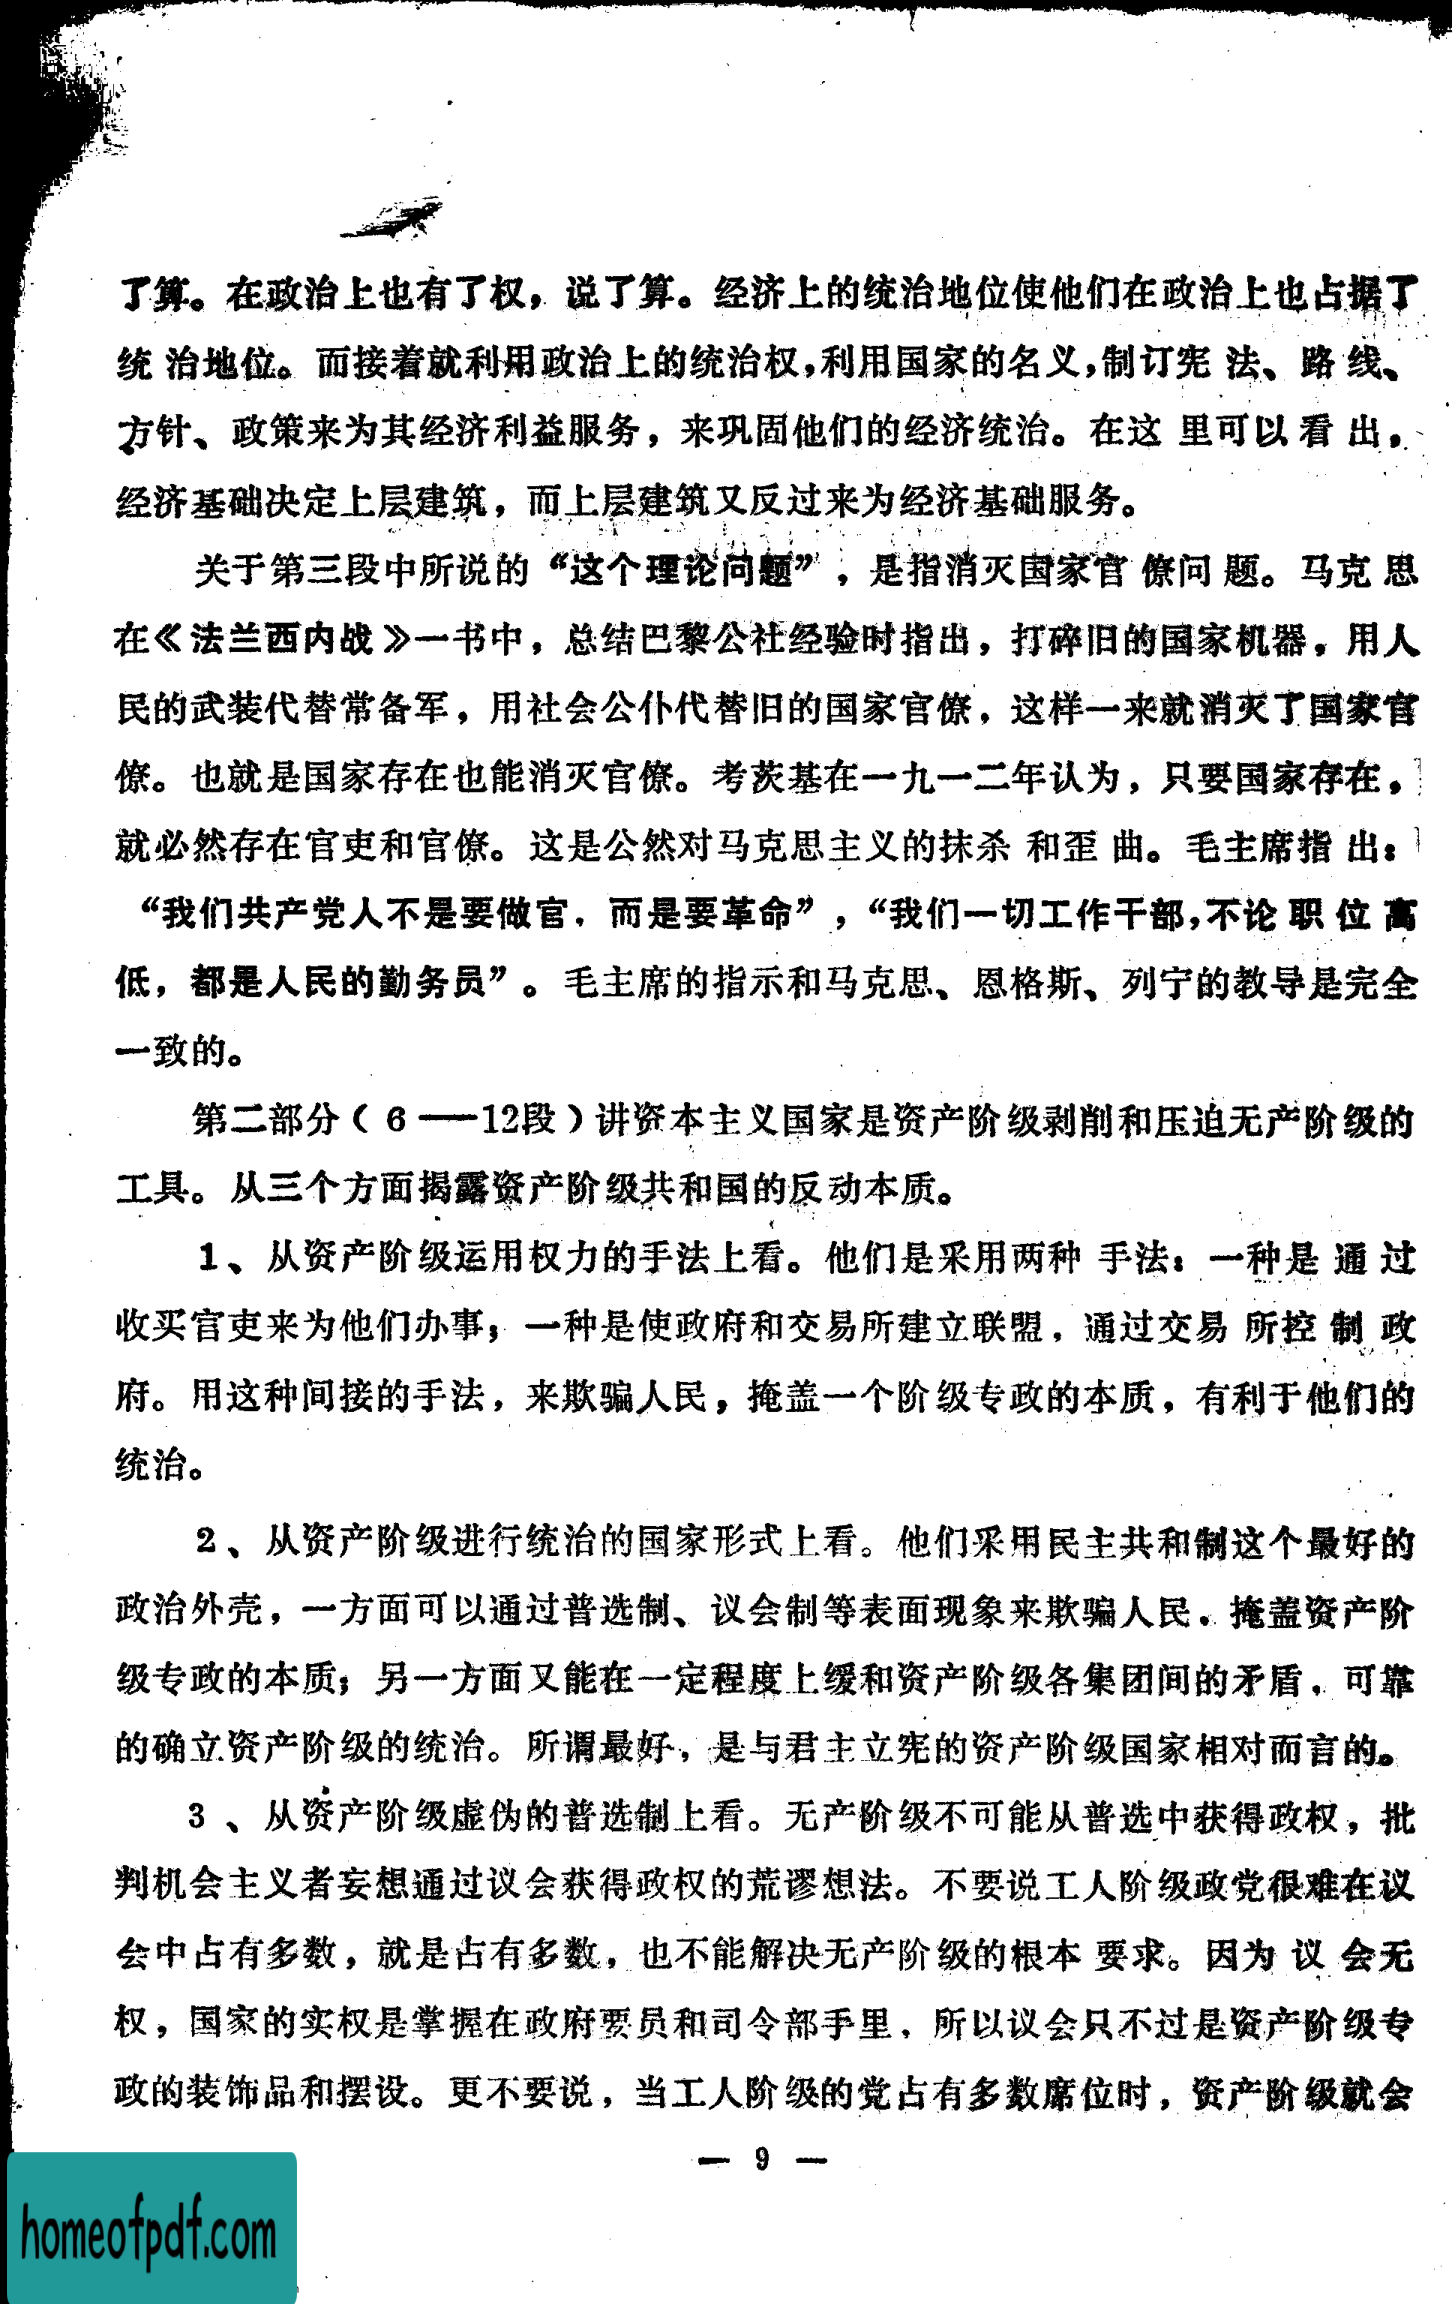 了算。在政治上也有了权，说了算。经济上的统治地位使他们在政治上也占据了
统治地位。而接着就利用政治上的统治权，利用国家的名义，制订宪法、路线、
方针、政策来为其经济利益服务，来巩固他们的经济统治。在这里可以看出，
经济基础决定上层建筑，而上层建筑又反过来为经济基础服务。
关于第三段中所说的“这个理论问题”，是指消灭国家官僚问题。马克思
在《法兰西内战》一书中，总结巴黎公社经验时指出，打碎旧的国家机器，用人
民的武装代替常备军，用社会公仆代替旧的国家官僚，这样一来就消灭了国家官
僚。也就是国家存在也能消灭官僚。考茨基在一九一二年认为，只要国家存在，
就必然存在官吏和官僚。这是公然对马克思主义的抹杀和歪曲。毛主席指出：
“我们共产党人不是要做官，而是要革命”，“我们一切工作干部，不论职位高
低，都是人民的勤务员”。毛主席的指示和马克思、恩格斯、列宁的教导是完全
一致的。
第二部分（6——12段）讲资本主义国家是资产阶级剥削和压迫无产阶级的
工具。从三个方面揭露资产阶级共和国的反动本质。
1、从资产阶级运用权力的手法上看。他们是采用两种手法：一种是通过
收买官吏来为他们办事；一种是使政府和交易所建立联盟，通过交易所控制政
府。用这种间接的手法，来欺骗人民，掩盖一个阶级专政的本质，有利于他们的
统治。
2、从资产阶级进行统治的国家形式上看。他们采用民主共和制这个最好的
政治外壳，一方面可以通过普选制、议会制等表面现象来欺骗人民，掩盖资产阶
级专政的本质；另一方面又能在一定程度上缓和资产阶级各集团间的矛盾，可靠
的确立资产阶级的统治。所谓最好，是与君主立宪的资产阶级国家相对而言的。
3、从资产阶级虚伪的普选制上看。无产阶级不可能从普选中获得政权，批
判机会主义者妄想通过议会获得政权的荒谬想法。不要说工人阶级政党很难在议
会中占有多数，就是占有多数，也不能解决无产阶级的根本要求。因为议会无
权，国家的实权是掌握在政府要员和司令部手里，所以议会只不过是资产阶级专
政的装饰品和摆设。更不要说，当工人阶级的党占有多数席位时，资产阶级就会
— 9 —
homeofpdf.com